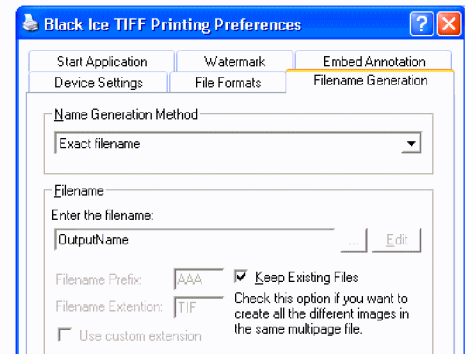 Black Ice TIFF Printing Preferences
Start Application Watermark Embed Annotation
Device Settings File Formats Filename Generation
Name Generation Method
Exact filename
Filename
Enter the filename:
OutputName ... Edit
Filename Prefix: AAA Keep Existing Files
Filename Extention: TIF Check this option if you want to
create all the different images in
Use custom extension the same multipage file.